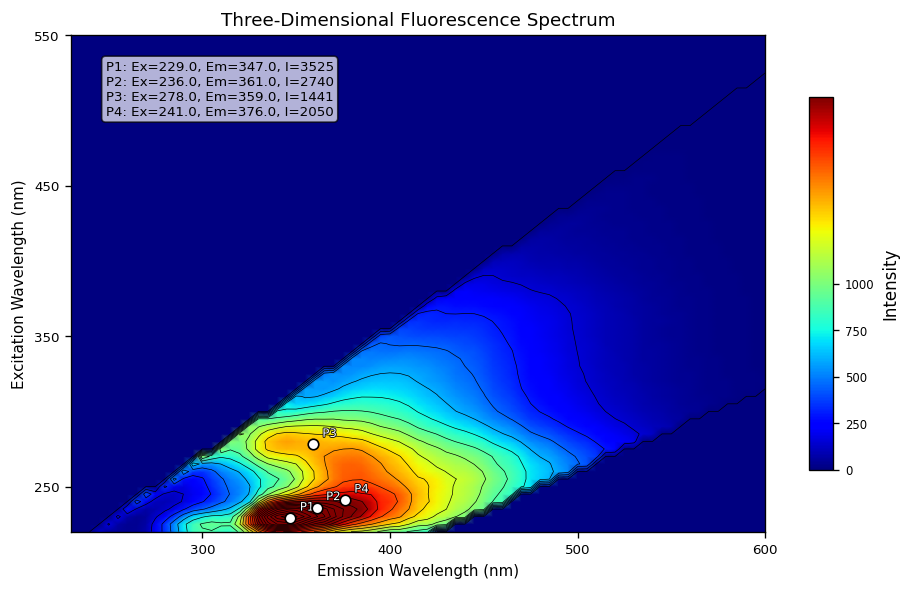 Three-Dimensional Fluorescence Spectrum
550
450
350
250
Excitation Wavelength (nm)
P1: Ex=229.0, Em=347.0, I=3525
P2: Ex=236.0, Em=361.0, I=2740
P3: Ex=278.0, Em=359.0, I=1441
P4: Ex=241.0, Em=376.0, I=2050
P3
P4
P2
P1
300 400 500 600
Emission Wavelength (nm)
1000
750
500
250
0
Intensity